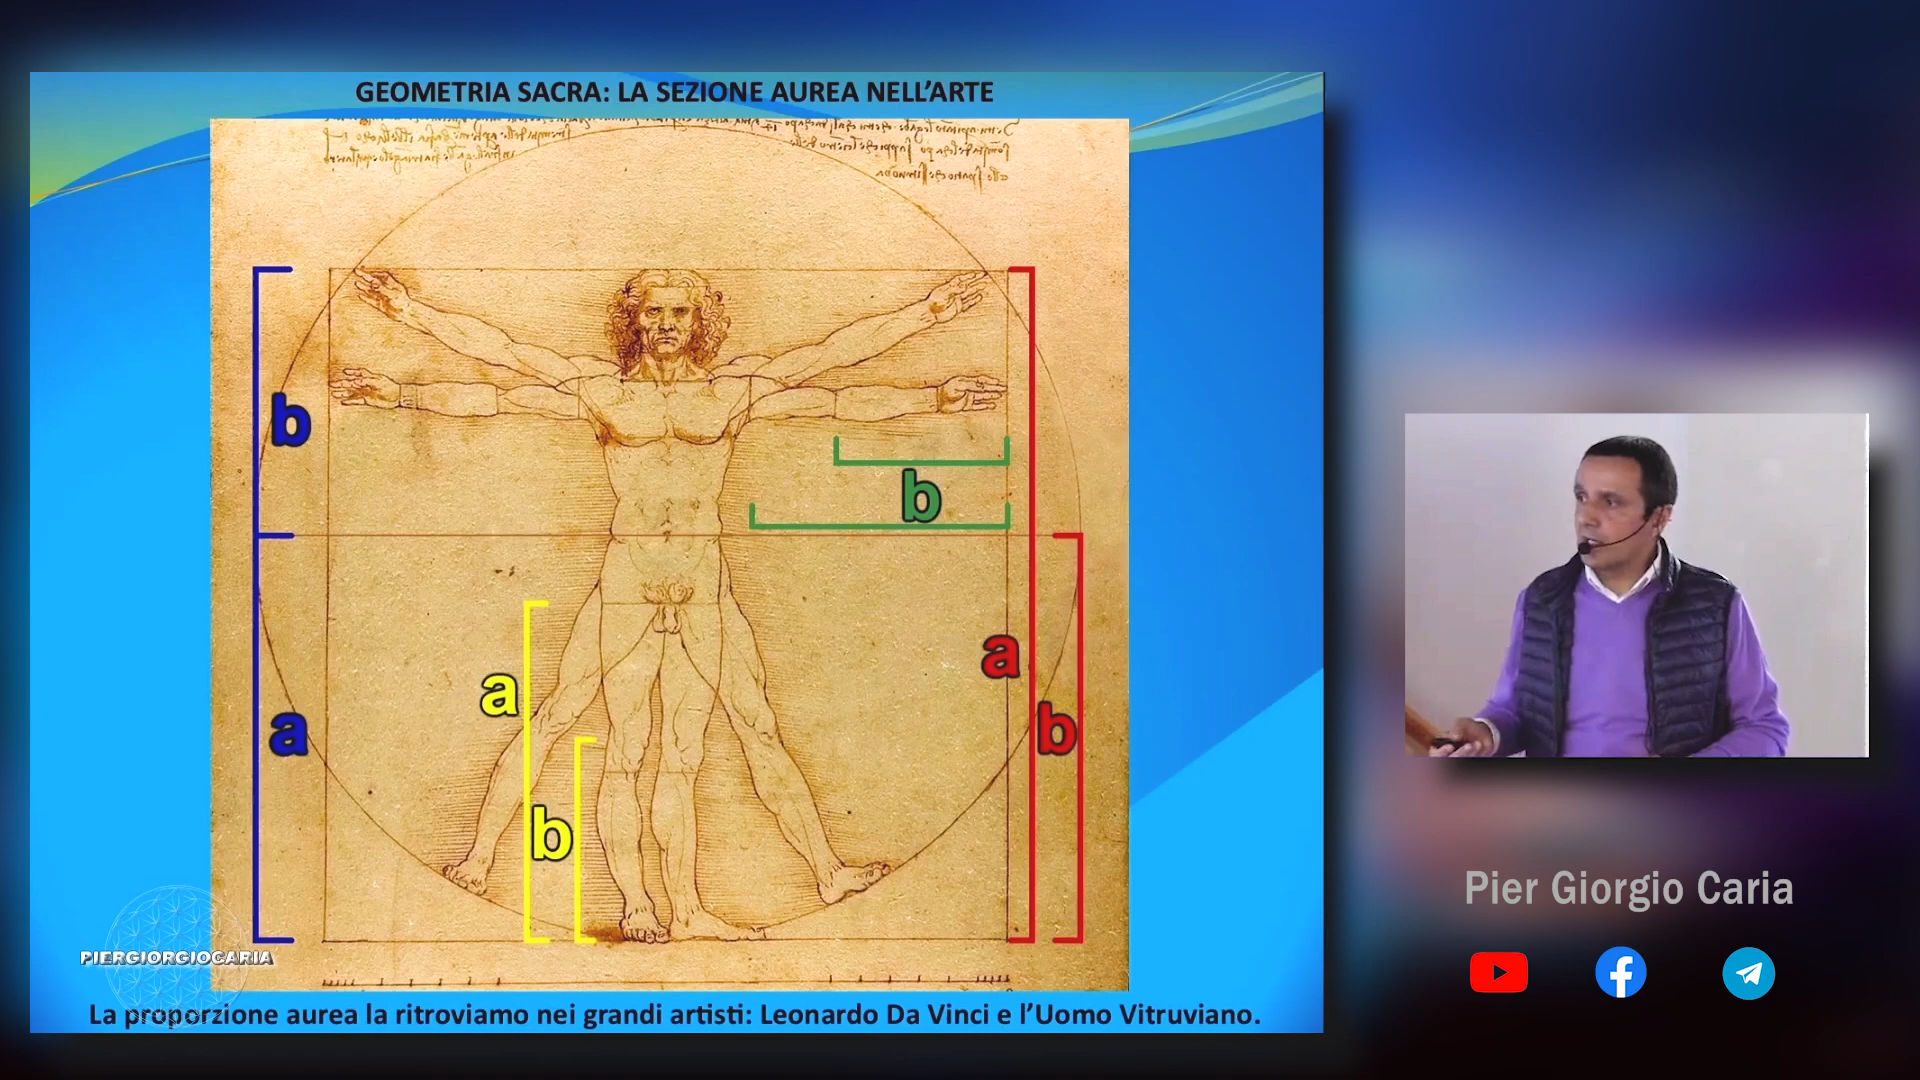 GEOMETRIA SACRA: LA SEZIONE AUREA NELL'ARTE
b
b
a
a
b
a
b
PIERGIORGIOCARIA
La proporzione aurea la ritroviamo nei grandi artisti: Leonardo Da Vinci e l'Uomo Vitruviano.
Pier Giorgio Caria